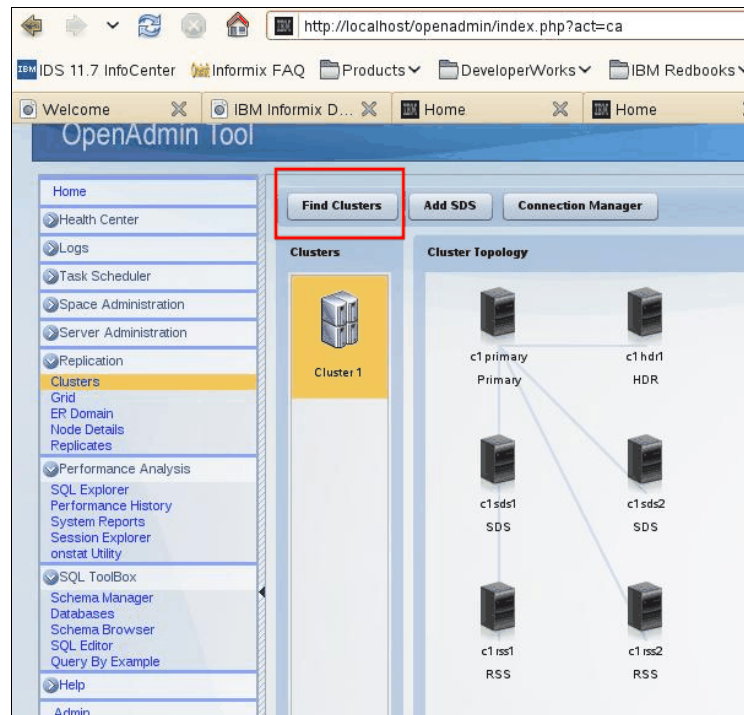 http://localhost/openadmin/index.php?act=ca
IBM IDS 11.7 InfoCenter Informix FAQ Products DeveloperWorks IBM Redbooks
Welcome IBM Informix D... Home Home
OpenAdmin Tool
Home
Health Center
Logs
Task Scheduler
Space Administration
Server Administration
Replication
Clusters
Grid
ER Domain
Node Details
Replicates
Performance Analysis
SQL Explorer
Performance History
System Reports
Session Explorer
onstat Utility
SQL ToolBox
Schema Manager
Databases
Schema Browser
SQL Editor
Query By Example
Help
Admin
Find Clusters Add SDS Connection Manager
Clusters Cluster Topology
Cluster 1
c1primary c1hdr1
Primary HDR
c1sds1 c1sds2
SDS SDS
c1rss1 c1rss2
RSS RSS